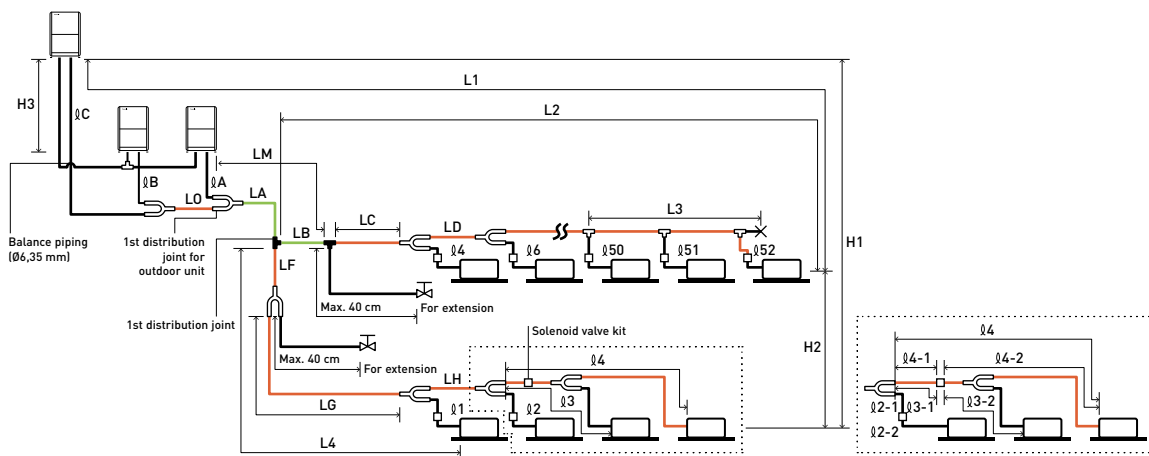 L1
H3
ℓC
L2
LM
ℓB
ℓA
LO
LA
L3
LC
LB
LD
H1
Balance piping
(Ø6,35 mm)
1st distribution
joint for
outdoor unit
ℓ4
ℓ6
ℓ50
ℓ51
ℓ52
LF
Max. 40 cm
For extension
1st distribution joint
Solenoid valve kit
H2
Max. 40 cm
For extension
ℓ4
ℓ4
ℓ4-1
ℓ4-2
LH
LG
ℓ1
ℓ2
ℓ3
ℓ2-1
ℓ3-1
ℓ3-2
ℓ2-2
L4